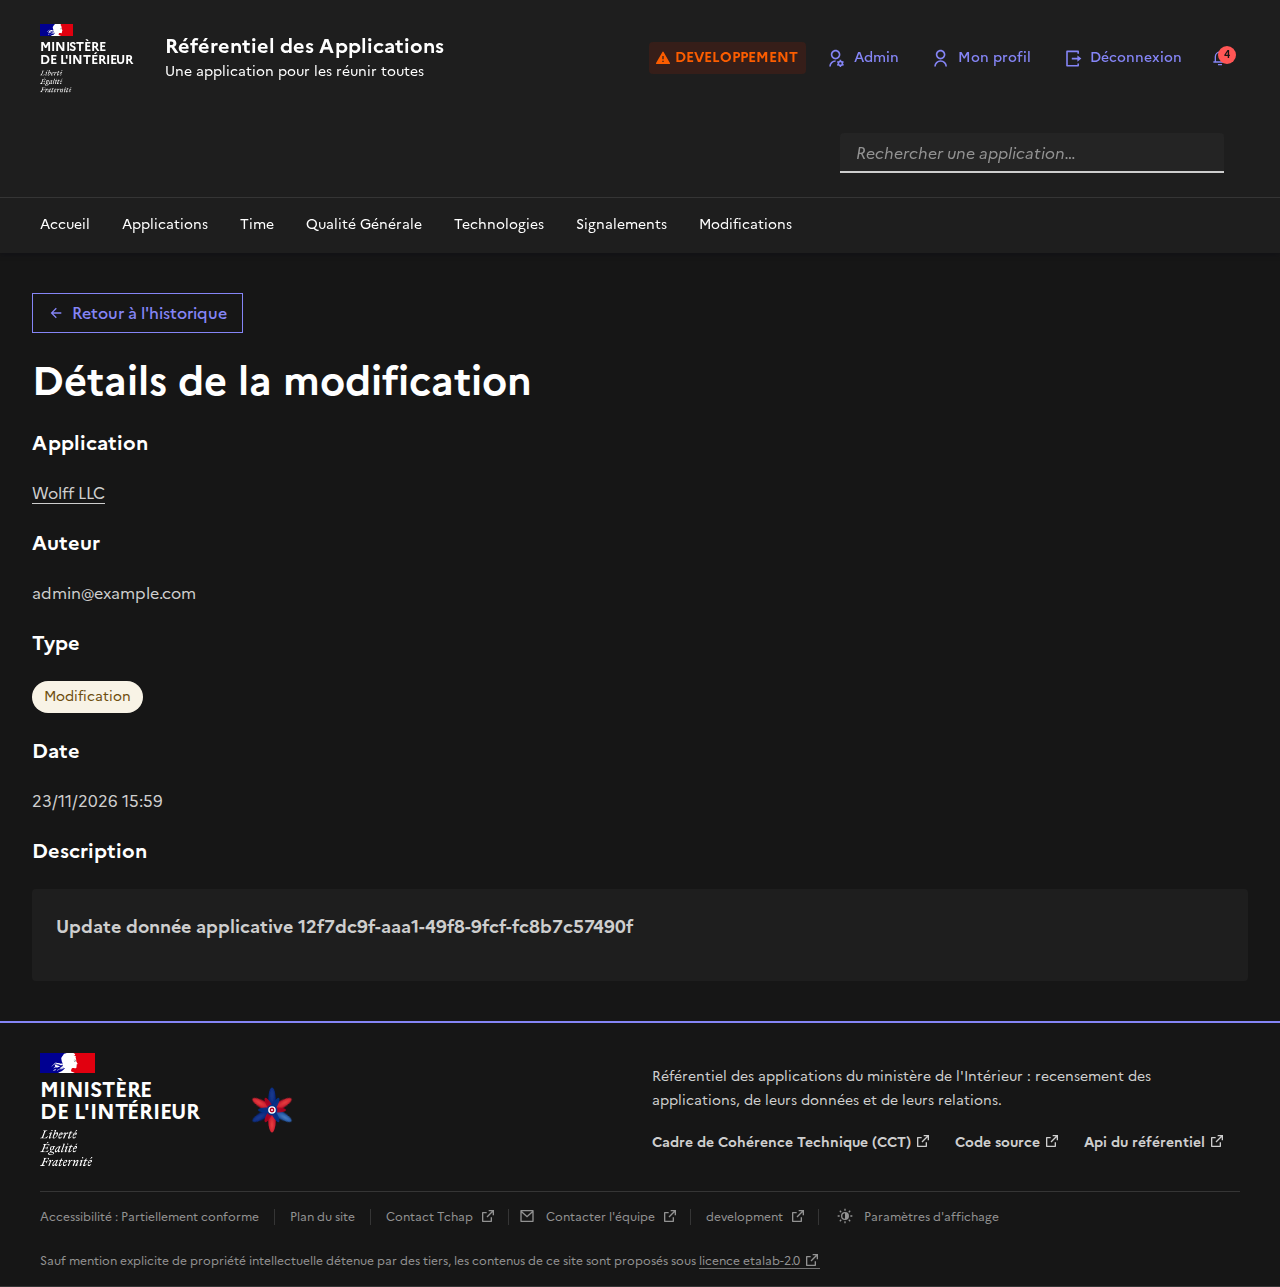 MINISTÈRE
DE L'INTÉRIEUR
Liberté
Égalité
Fraternité
Référentiel des Applications
Une application pour les réunir toutes
DEVELOPPEMENT
Admin
Mon profil
Déconnexion
4
Rechercher une application…
Accueil
Applications
Time
Qualité Générale
Technologies
Signalements
Modifications
Retour à l'historique
Détails de la modification
Application
Wolff LLC
Auteur
admin@example.com
Type
Modification
Date
23/11/2026 15:59
Description
Update donnée applicative 12f7dc9f-aaa1-49f8-9fcf-fc8b7c57490f
MINISTÈRE
DE L'INTÉRIEUR
Liberté
Égalité
Fraternité
Référentiel des applications du ministère de l'Intérieur : recensement des
applications, de leurs données et de leurs relations.
Cadre de Cohérence Technique (CCT)
Code source
Api du référentiel
Accessibilité : Partiellement conforme
Plan du site
Contact Tchap
Contacter l'équipe
development
Paramètres d'affichage
Sauf mention explicite de propriété intellectuelle détenue par des tiers, les contenus de ce site sont proposés sous licence etalab-2.0